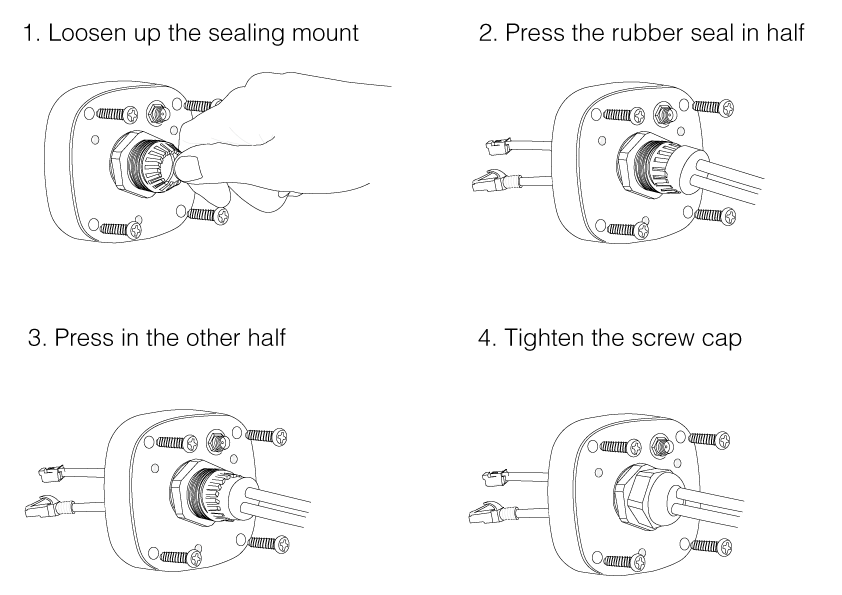 1. Loosen up the sealing mount
2. Press the rubber seal in half
3. Press in the other half
4. Tighten the screw cap